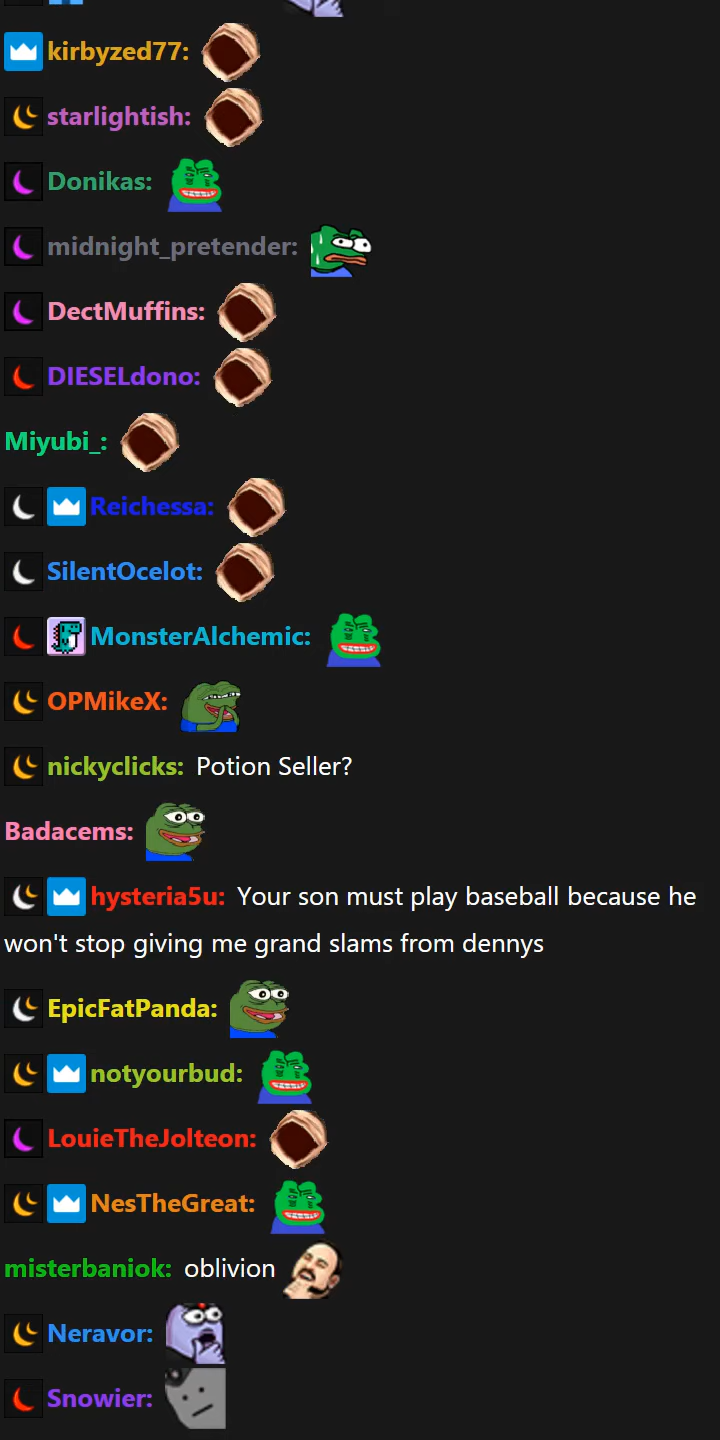 kirbyzed77:
starlightish:
Donikas:
midnight_pretender:
DectMuffins:
DIESELdono:
Miyubi_:
Reichessa:
SilentOcelot:
MonsterAlchemic:
OPMikeX:
nickyclicks: Potion Seller?
Badacems:
hysteria5u: Your son must play baseball because he
won't stop giving me grand slams from dennys
EpicFatPanda:
notyourbud:
LouieTheJolteon:
NesTheGreat:
misterbaniok: oblivion
Neravor:
Snowier: